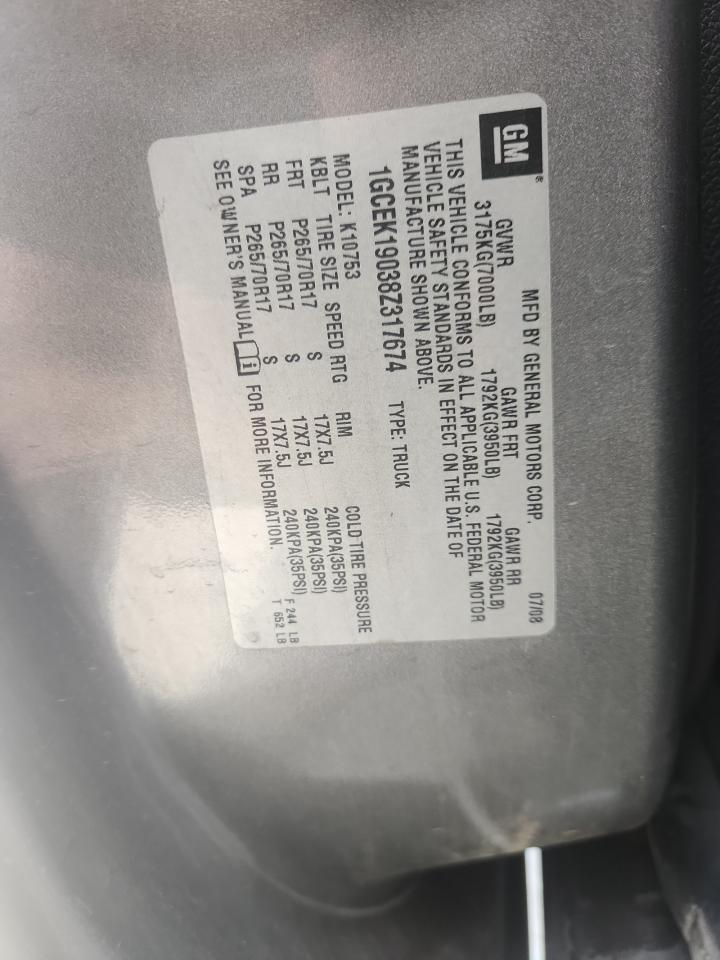 GM®
MFD BY GENERAL MOTORS CORP. 07/08
GVWR GAWR FRT GAWR RR
3175KG(7000LB) 1792KG(3950LB) 1792KG(3950LB)
THIS VEHICLE CONFORMS TO ALL APPLICABLE U.S. FEDERAL MOTOR
VEHICLE SAFETY STANDARDS IN EFFECT ON THE DATE OF
MANUFACTURE SHOWN ABOVE.
1GCEK19038Z317674 TYPE: TRUCK
MODEL: K10753
KBLT TIRE SIZE SPEED RTG RIM COLD TIRE PRESSURE
FRT P265/70R17 S 17X7.5J 240KPA(35PSI)
RR P265/70R17 S 17X7.5J 240KPA(35PSI)
SPA P265/70R17 S 17X7.5J 240KPA(35PSI)
SEE OWNER'S MANUAL FOR MORE INFORMATION.
F 244 LB
T 652 LB